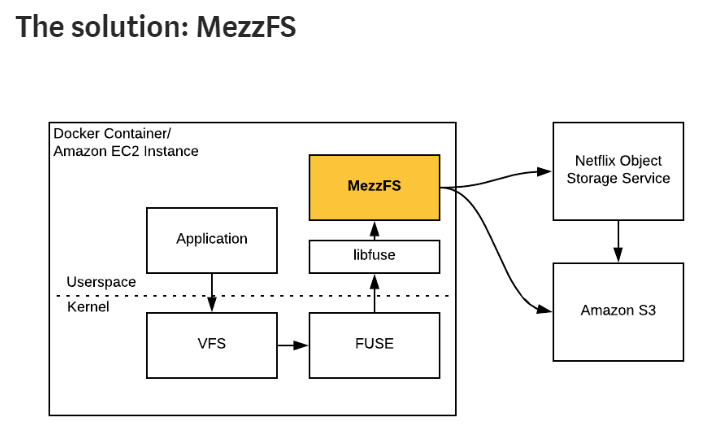 The solution: MezzFS
Docker Container/
Amazon EC2 Instance
MezzFS
Netflix Object
Storage Service
Application
libfuse
Userspace
Kernel
Amazon S3
VFS
FUSE